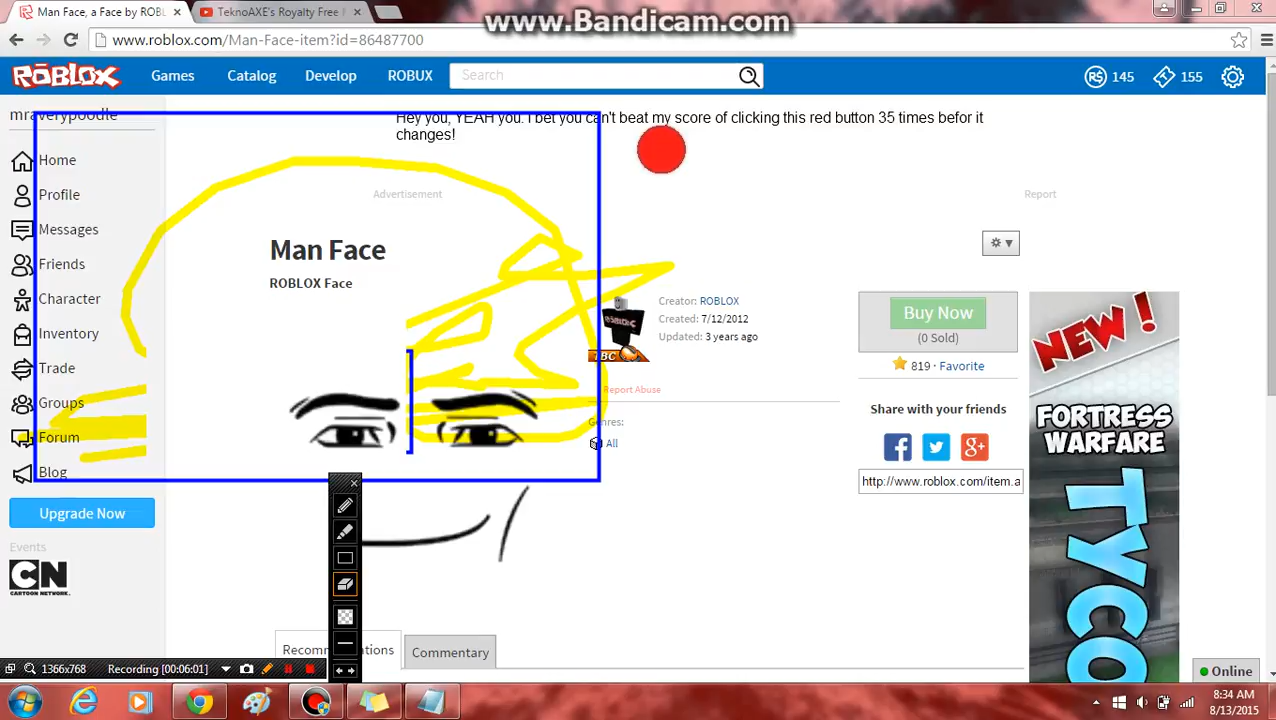 Man Face, a Face by ROBL
TeknoAXE's Royalty Free M
www.Bandicam.com
www.roblox.com/Man-Face-item?id=86487700
ROBLOX
Games
Catalog
Develop
ROBUX
Search
R$ 145
155
mraverypoodle
Hey you, YEAH you. I bet you can't beat my score of clicking this red button 35 times befor it
changes!
Home
Profile
Messages
Friends
Character
Inventory
Trade
Groups
Forum
Blog
Upgrade Now
Events
CN
CARTOON NETWORK.
Advertisement
Report
Man Face
ROBLOX Face
ROBLOX
TBC
Creator: ROBLOX
Created: 7/12/2012
Updated: 3 years ago
Report Abuse
Genres:
All
Buy Now
(0 Sold)
819 · Favorite
Share with your friends
http://www.roblox.com/item.a
NEW!
FORTRESS
WARFARE
TYCO
Commentary
1366x768
Recording [00:06:01]
Online
8:34 AM
8/13/2015